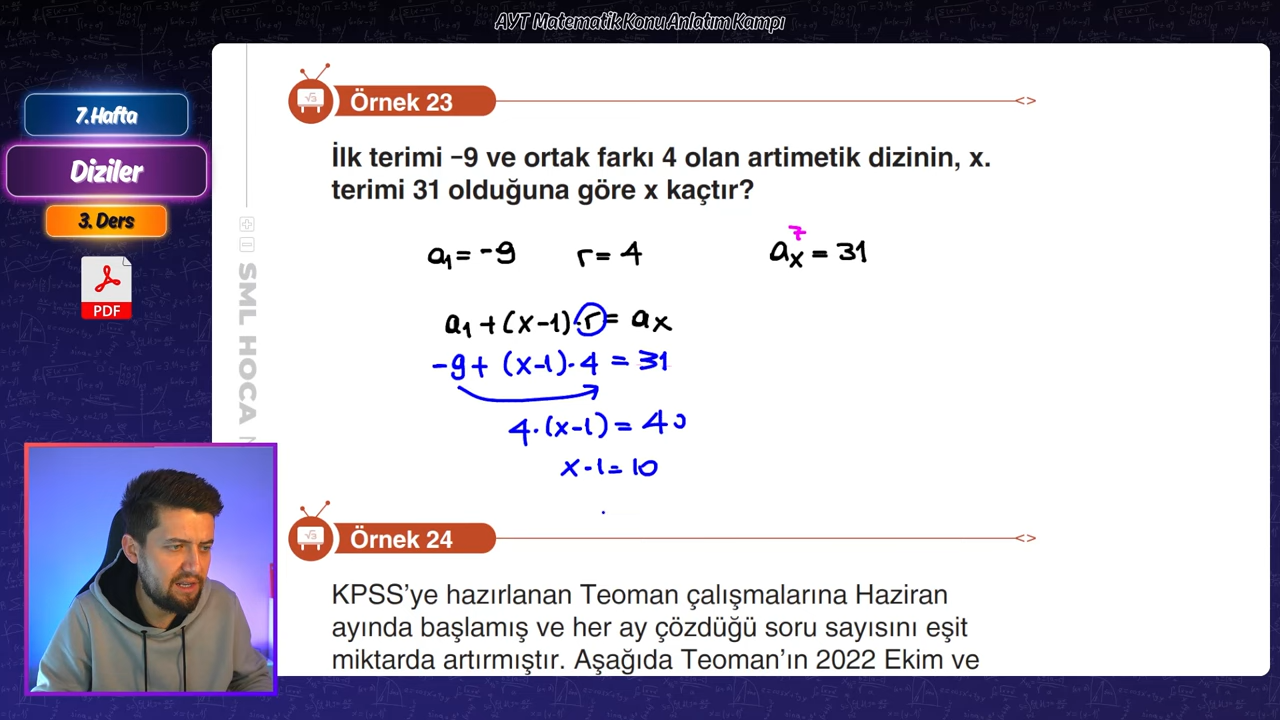 AYT Matematik Konu Anlatım Kampı
7.Hafta
Diziler
3. Ders
PDF
SML HOCA
Örnek 23
İlk terimi –9 ve ortak farkı 4 olan artimetik dizinin, x.
terimi 31 olduğuna göre x kaçtır?
7
a₁ = -9 r = 4 aₓ = 31
a₁ + (x-1)·r = aₓ
-9 + (x-1)·4 = 31
4·(x-1) = 40
x-1 = 10
Örnek 24
KPSS'ye hazırlanan Teoman çalışmalarına Haziran
ayında başlamış ve her ay çözdüğü soru sayısını eşit
miktarda artırmıştır. Aşağıda Teoman'ın 2022 Ekim ve